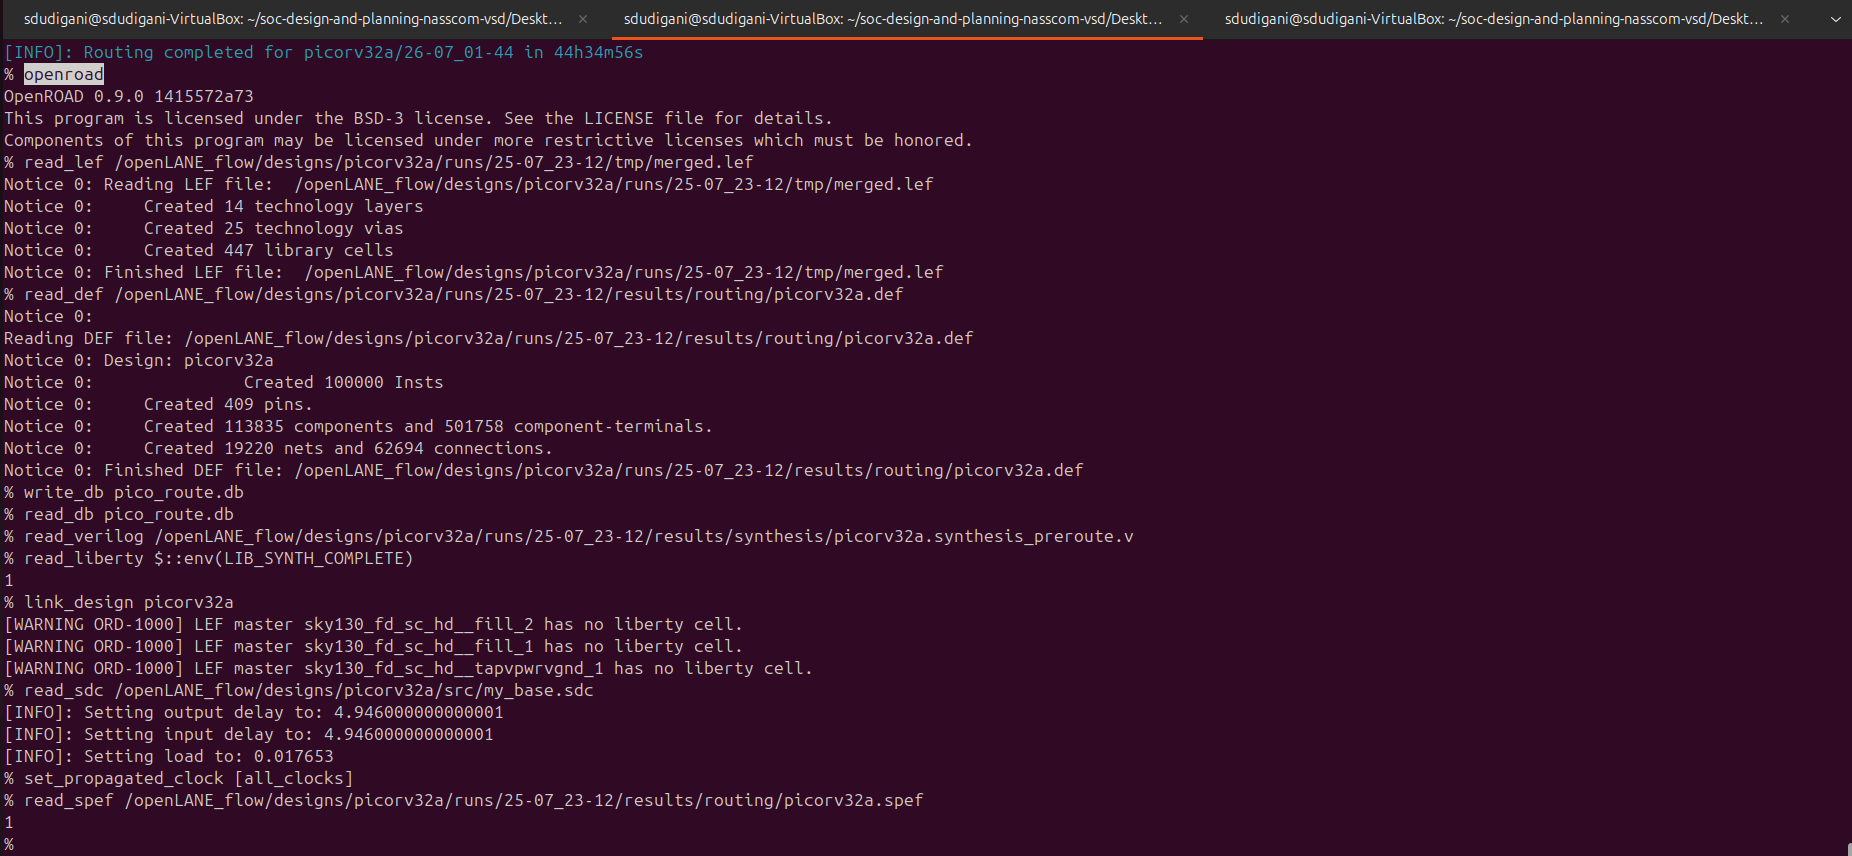 sdudigani@sdudigani-VirtualBox: ~/soc-design-and-planning-nasscom-vsd/Deskt... ×
sdudigani@sdudigani-VirtualBox: ~/soc-design-and-planning-nasscom-vsd/Deskt... ×
sdudigani@sdudigani-VirtualBox: ~/soc-design-and-planning-nasscom-vsd/Deskt... ×
[INFO]: Routing completed for picorv32a/26-07_01-44 in 44h34m56s
% openroad
OpenROAD 0.9.0 1415572a73
This program is licensed under the BSD-3 license. See the LICENSE file for details.
Components of this program may be licensed under more restrictive licenses which must be honored.
% read_lef /openLANE_flow/designs/picorv32a/runs/25-07_23-12/tmp/merged.lef
Notice 0: Reading LEF file:  /openLANE_flow/designs/picorv32a/runs/25-07_23-12/tmp/merged.lef
Notice 0:     Created 14 technology layers
Notice 0:     Created 25 technology vias
Notice 0:     Created 447 library cells
Notice 0: Finished LEF file:  /openLANE_flow/designs/picorv32a/runs/25-07_23-12/tmp/merged.lef
% read_def /openLANE_flow/designs/picorv32a/runs/25-07_23-12/results/routing/picorv32a.def
Notice 0:
Reading DEF file: /openLANE_flow/designs/picorv32a/runs/25-07_23-12/results/routing/picorv32a.def
Notice 0: Design: picorv32a
Notice 0:               Created 100000 Insts
Notice 0:     Created 409 pins.
Notice 0:     Created 113835 components and 501758 component-terminals.
Notice 0:     Created 19220 nets and 62694 connections.
Notice 0: Finished DEF file: /openLANE_flow/designs/picorv32a/runs/25-07_23-12/results/routing/picorv32a.def
% write_db pico_route.db
% read_db pico_route.db
% read_verilog /openLANE_flow/designs/picorv32a/runs/25-07_23-12/results/synthesis/picorv32a.synthesis_preroute.v
% read_liberty $::env(LIB_SYNTH_COMPLETE)
1
% link_design picorv32a
[WARNING ORD-1000] LEF master sky130_fd_sc_hd__fill_2 has no liberty cell.
[WARNING ORD-1000] LEF master sky130_fd_sc_hd__fill_1 has no liberty cell.
[WARNING ORD-1000] LEF master sky130_fd_sc_hd__tapvpwrvgnd_1 has no liberty cell.
% read_sdc /openLANE_flow/designs/picorv32a/src/my_base.sdc
[INFO]: Setting output delay to: 4.946000000000001
[INFO]: Setting input delay to: 4.946000000000001
[INFO]: Setting load to: 0.017653
% set_propagated_clock [all_clocks]
% read_spef /openLANE_flow/designs/picorv32a/runs/25-07_23-12/results/routing/picorv32a.spef
1
%